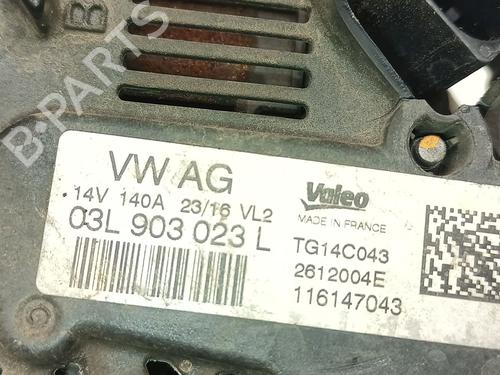 B-PARTS
B
VW AG
14V 140A 23/16 VL2
03L 903 023 L
Valeo
MADE IN FRANCE
TG14C043
2612004E
116147043